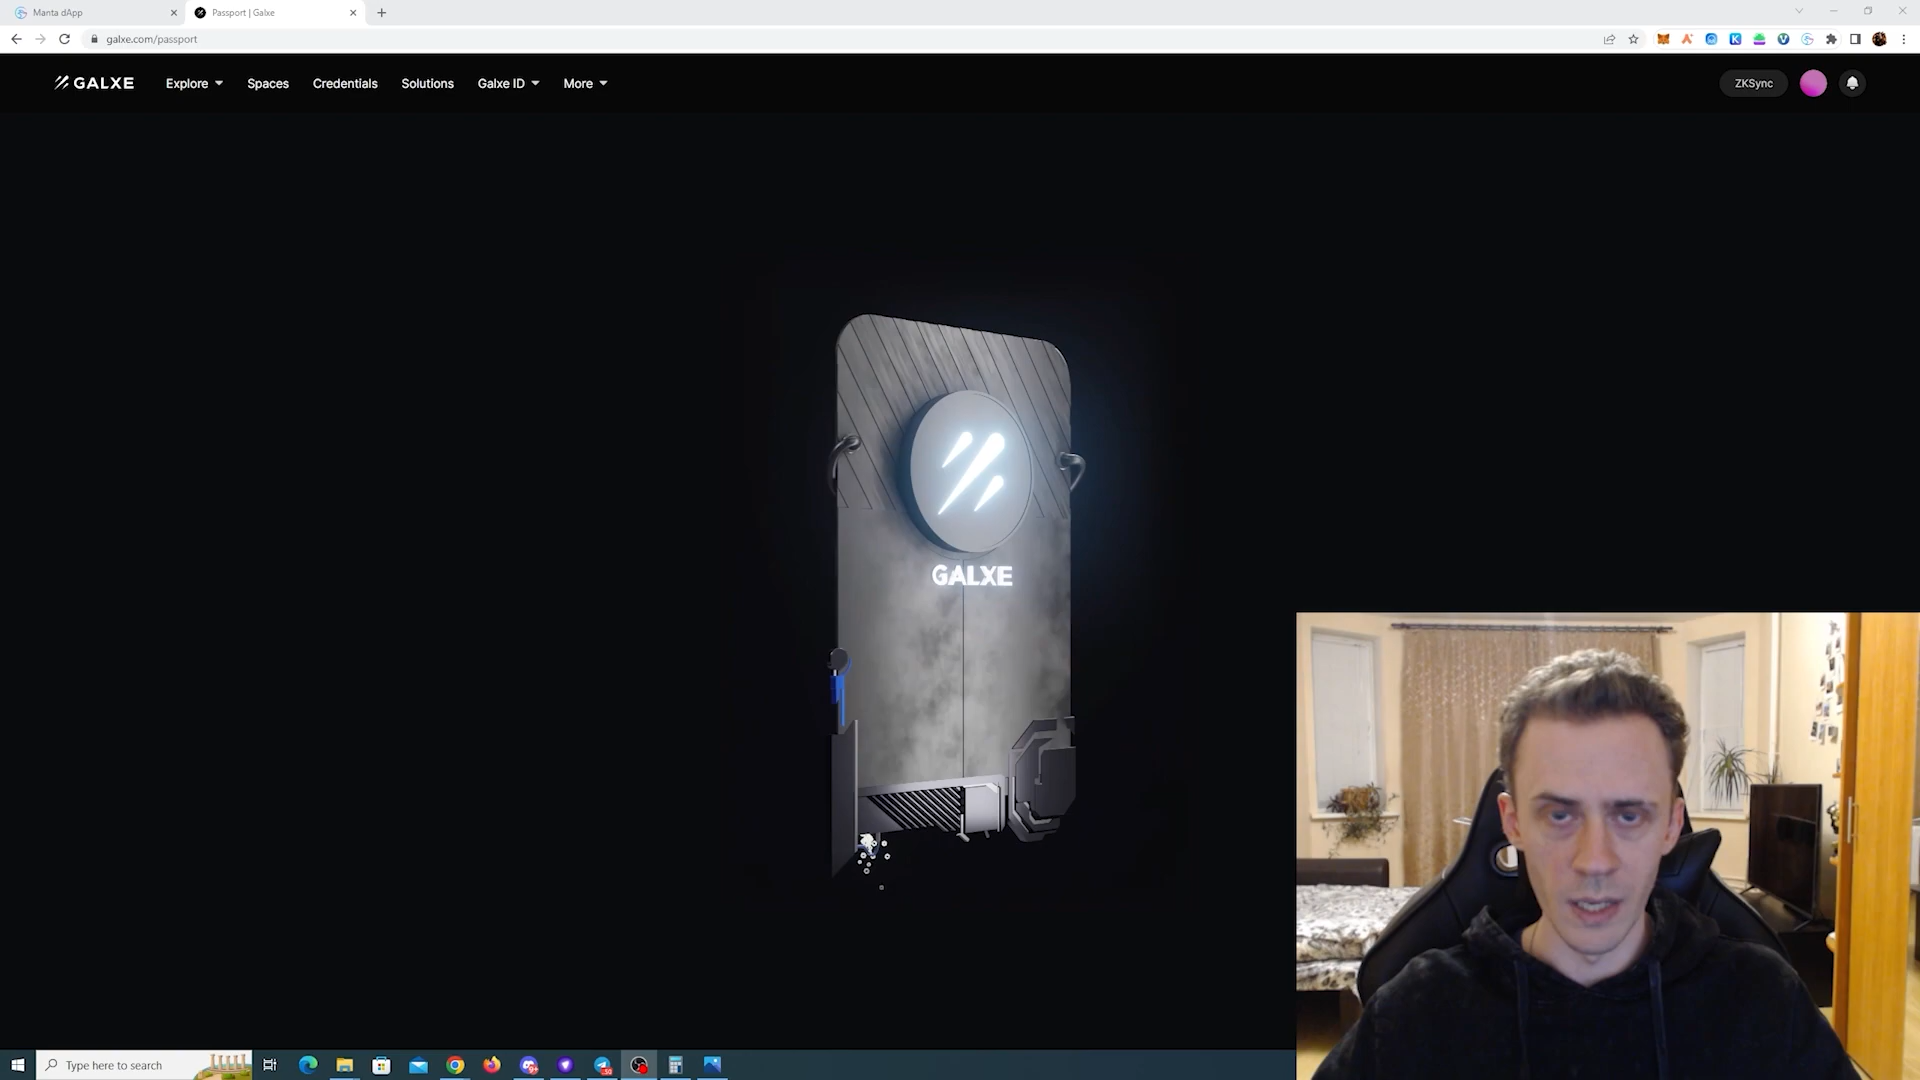 Manta dApp
Passport | Galxe
galxe.com/passport
GALXE
Explore
Spaces
Credentials
Solutions
Galxe ID
More
ZKSync
GALXE
Type here to search